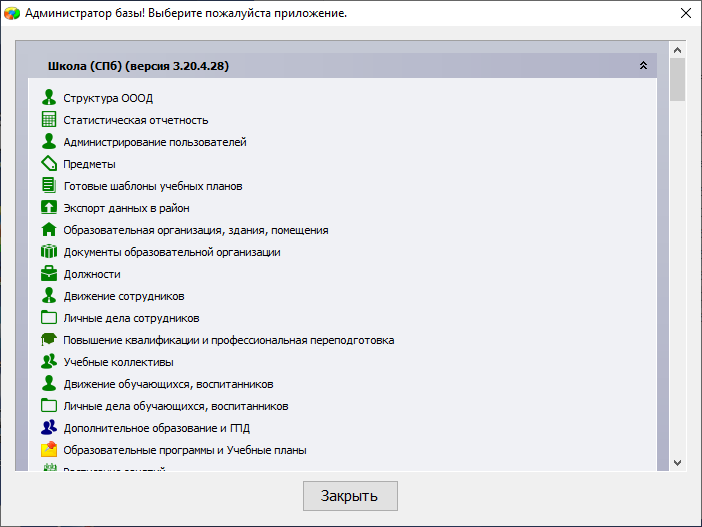 Администратор базы! Выберите пожалуйста приложение.
Школа (СПб) (версия 3.20.4.28)
Структура ОООД
Статистическая отчетность
Администрирование пользователей
Предметы
Готовые шаблоны учебных планов
Экспорт данных в район
Образовательная организация, здания, помещения
Документы образовательной организации
Должности
Движение сотрудников
Личные дела сотрудников
Повышение квалификации и профессиональная переподготовка
Учебные коллективы
Движение обучающихся, воспитанников
Личные дела обучающихся, воспитанников
Дополнительное образование и ГПД
Образовательные программы и Учебные планы
Закрыть